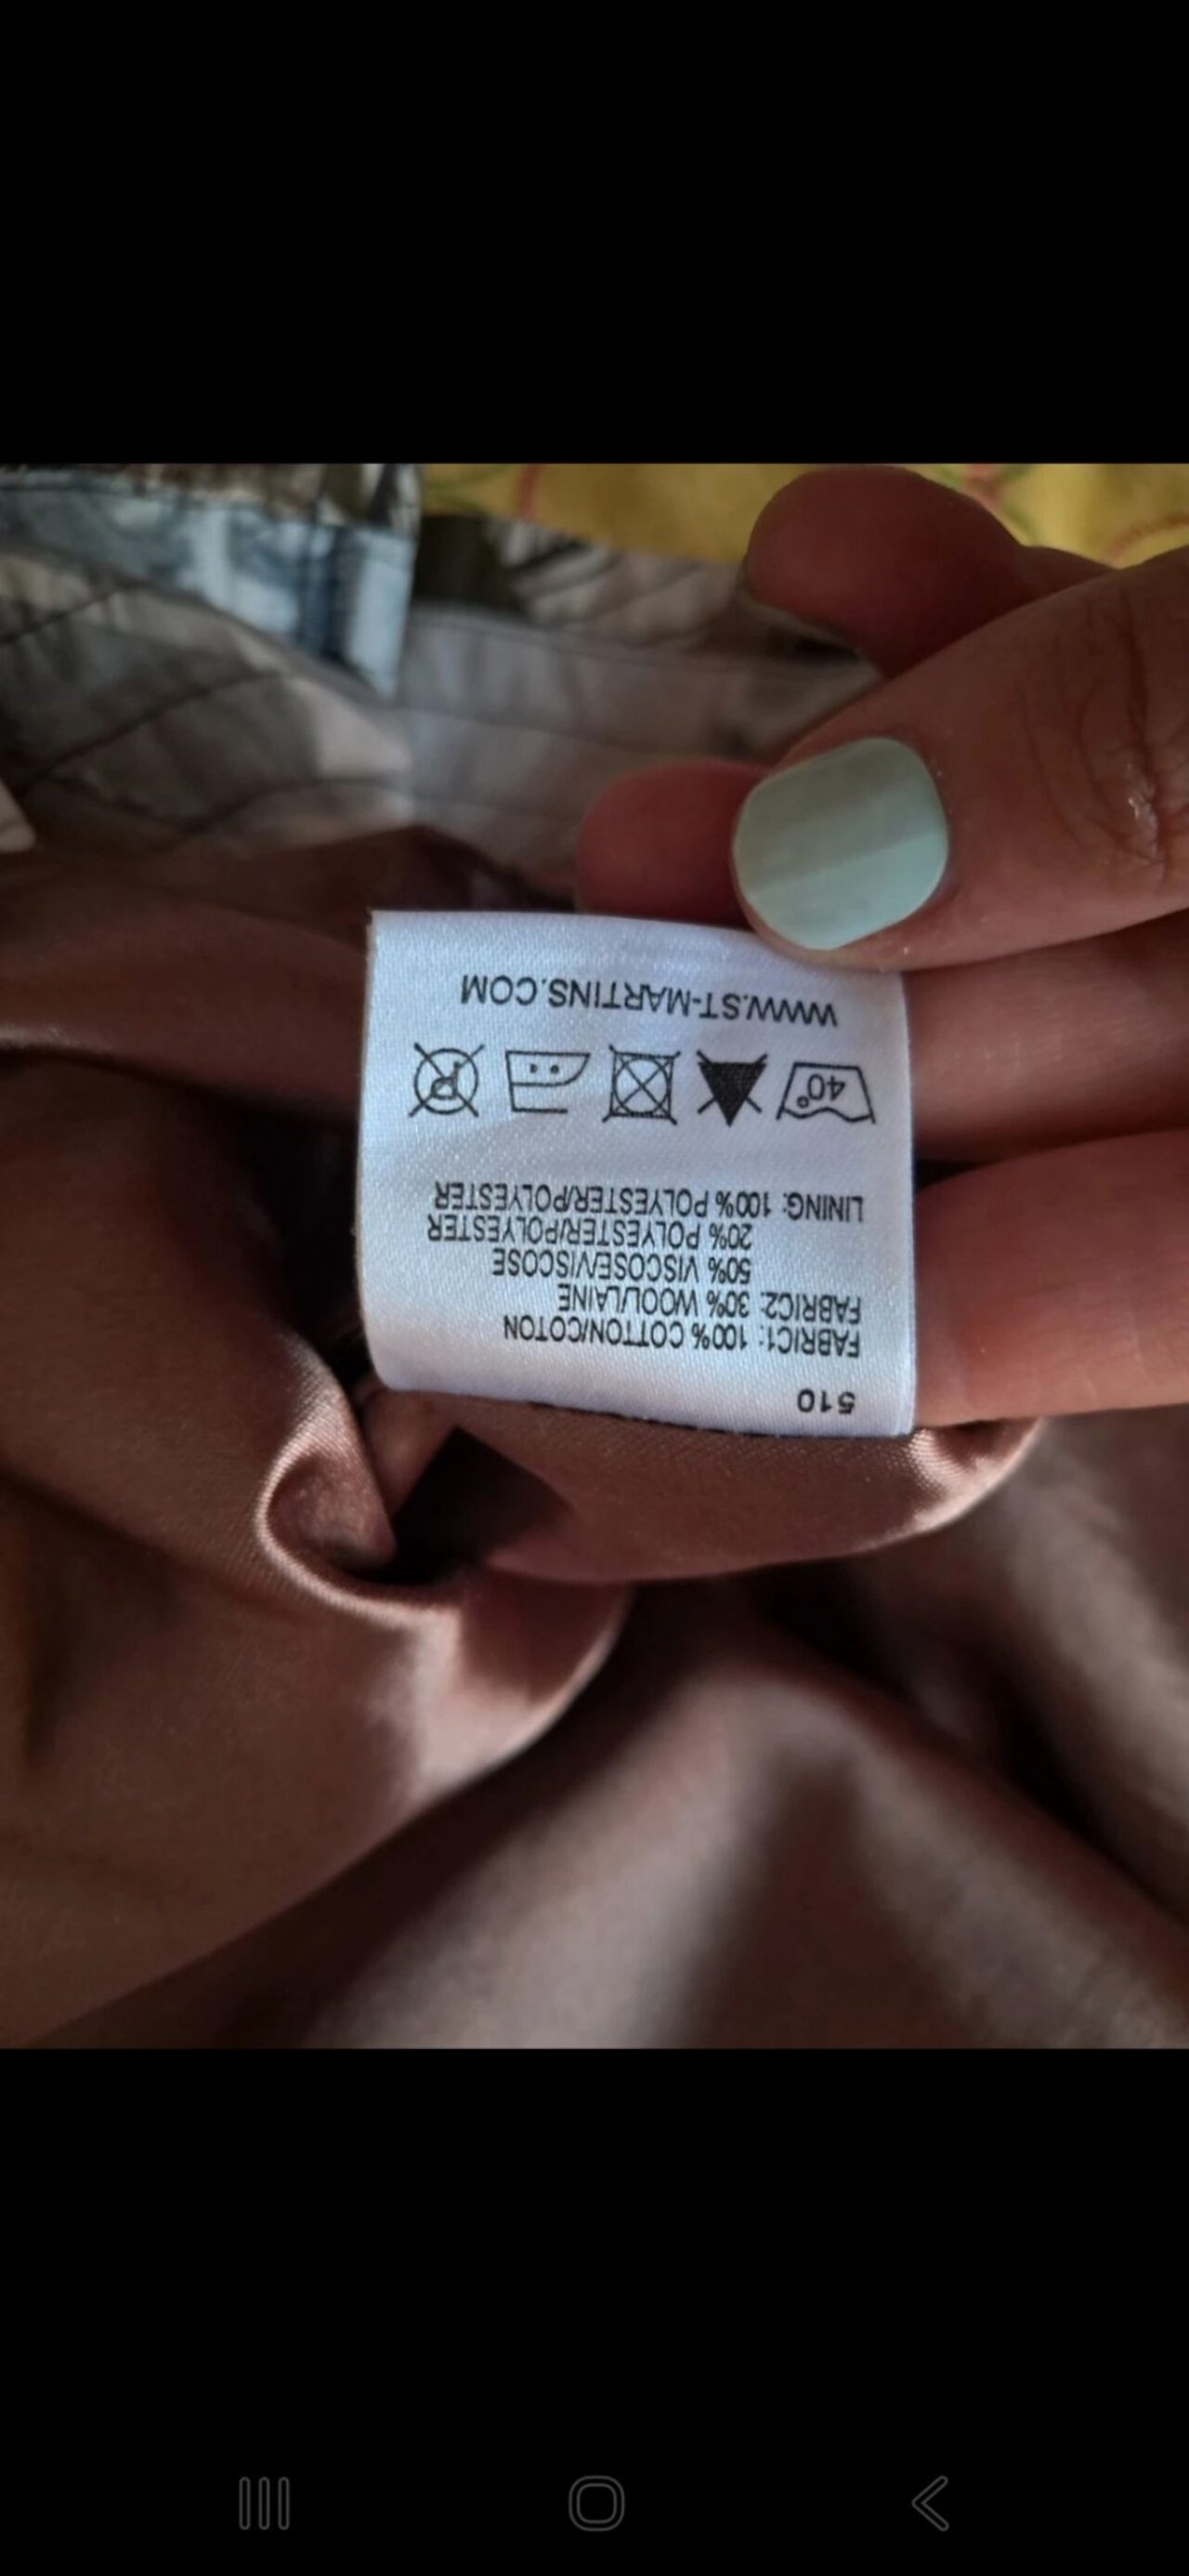 510
FABRIC1: 100% COTTON/COTON
FABRIC2: 30% WOOL/LAINE
50% VISCOSE/VISCOSE
20% POLYESTER/POLYESTER
LINING: 100% POLYESTER/POLYESTER
40°
WWW.ST-MARTINS.COM